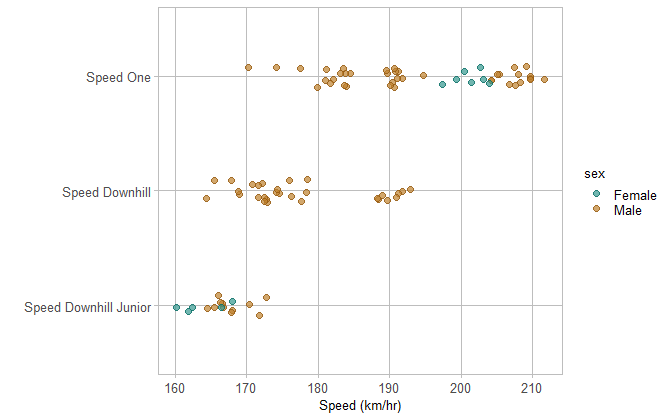 Speed One
Speed Downhill
Speed Downhill Junior
160 170 180 190 200 210
Speed (km/hr)
sex
Female
Male